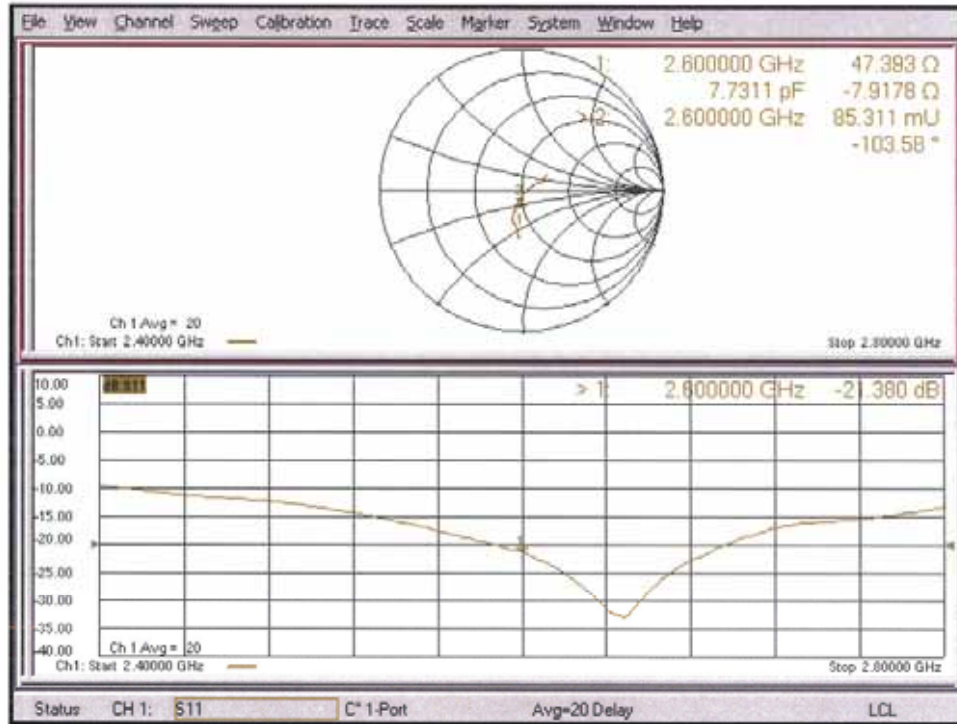 File View Channel Sweep Calibration Trace Scale Marker System Window Help
1: 2.600000 GHz 47.393 Ω
7.7311 pF -7.9178 Ω
> 2: 2.600000 GHz 85.311 mU
-103.58 °
Ch 1 Avg = 20
Ch1: Start 2.40000 GHz
Stop 2.80000 GHz
10.00 dB S11 > 1: 2.600000 GHz -21.380 dB
5.00
0.00
-5.00
-10.00
-15.00
-20.00
-25.00
-30.00
-35.00
-40.00 Ch 1 Avg = 20
Ch1: Start 2.40000 GHz
Stop 2.80000 GHz
Status CH 1: S11 C* 1-Port Avg=20 Delay LCL